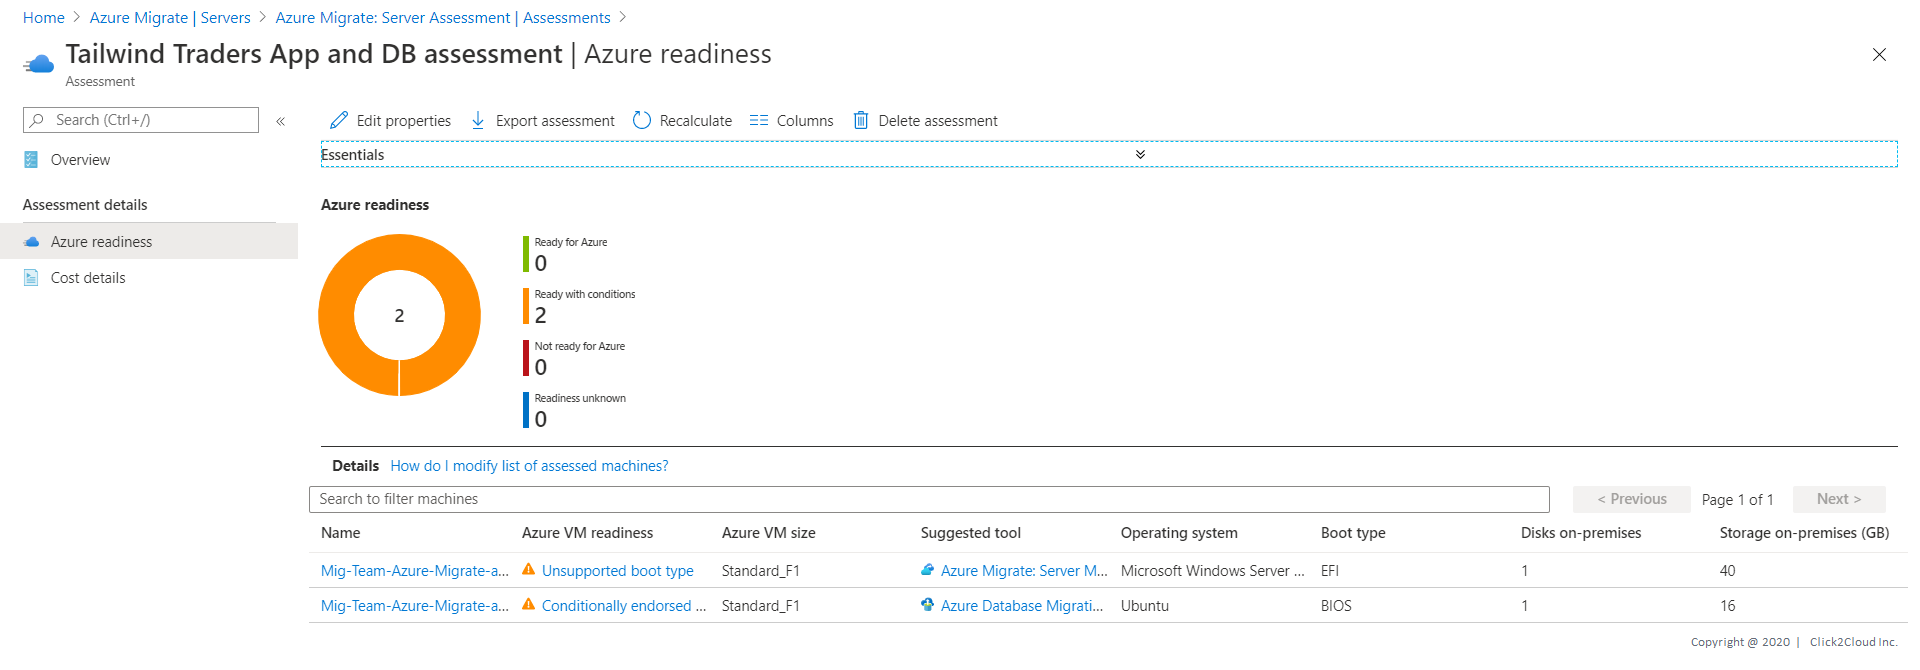 Home > Azure Migrate | Servers > Azure Migrate: Server Assessment | Assessments >
Tailwind Traders App and DB assessment | Azure readiness
Assessment
Search (Ctrl+/)
«
Overview
Assessment details
Azure readiness
Cost details
Edit properties
Export assessment
Recalculate
Columns
Delete assessment
Essentials
Azure readiness
2
Ready for Azure
0
Ready with conditions
2
Not ready for Azure
0
Readiness unknown
0
Details How do I modify list of assessed machines?
Search to filter machines
< Previous Page 1 of 1 Next >
Name Azure VM readiness Azure VM size Suggested tool Operating system Boot type Disks on-premises Storage on-premises (GB)
Mig-Team-Azure-Migrate-a... Unsupported boot type Standard_F1 Azure Migrate: Server M... Microsoft Windows Server ... EFI 1 40
Mig-Team-Azure-Migrate-a... Conditionally endorsed ... Standard_F1 Azure Database Migrati... Ubuntu BIOS 1 16
Copyright @ 2020 | Click2Cloud Inc.